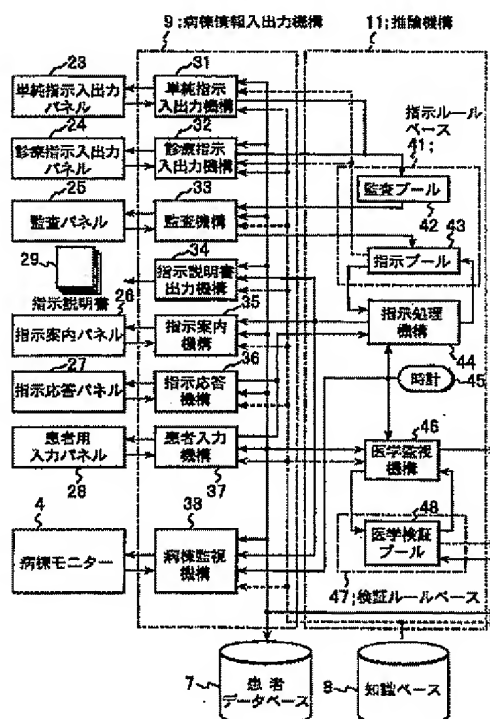 9;病棟情報入出力機構
11;推論機構
23
単純指示入出力
パネル
31
単純指示
入出力機構
24
診療指示入出力
パネル
32
診療指示
入出力機構
指示ルール
ベース
41;
監査プール
42
25
監査パネル
33
監査機構
43
指示プール
29
指示説明書
34
指示説明書
出力機構
26
指示案内パネル
35
指示案内
機構
指示処理
機構
44
27
指示応答パネル
36
指示応答
機構
時計
45
患者用
入力パネル
28
患者入力
機構
37
46
医学監視
機構
4
病棟モニター
38
病棟監視
機構
48
医学検証
プール
47;検証ルールベース
7
患者
データベース
8
知識ベース